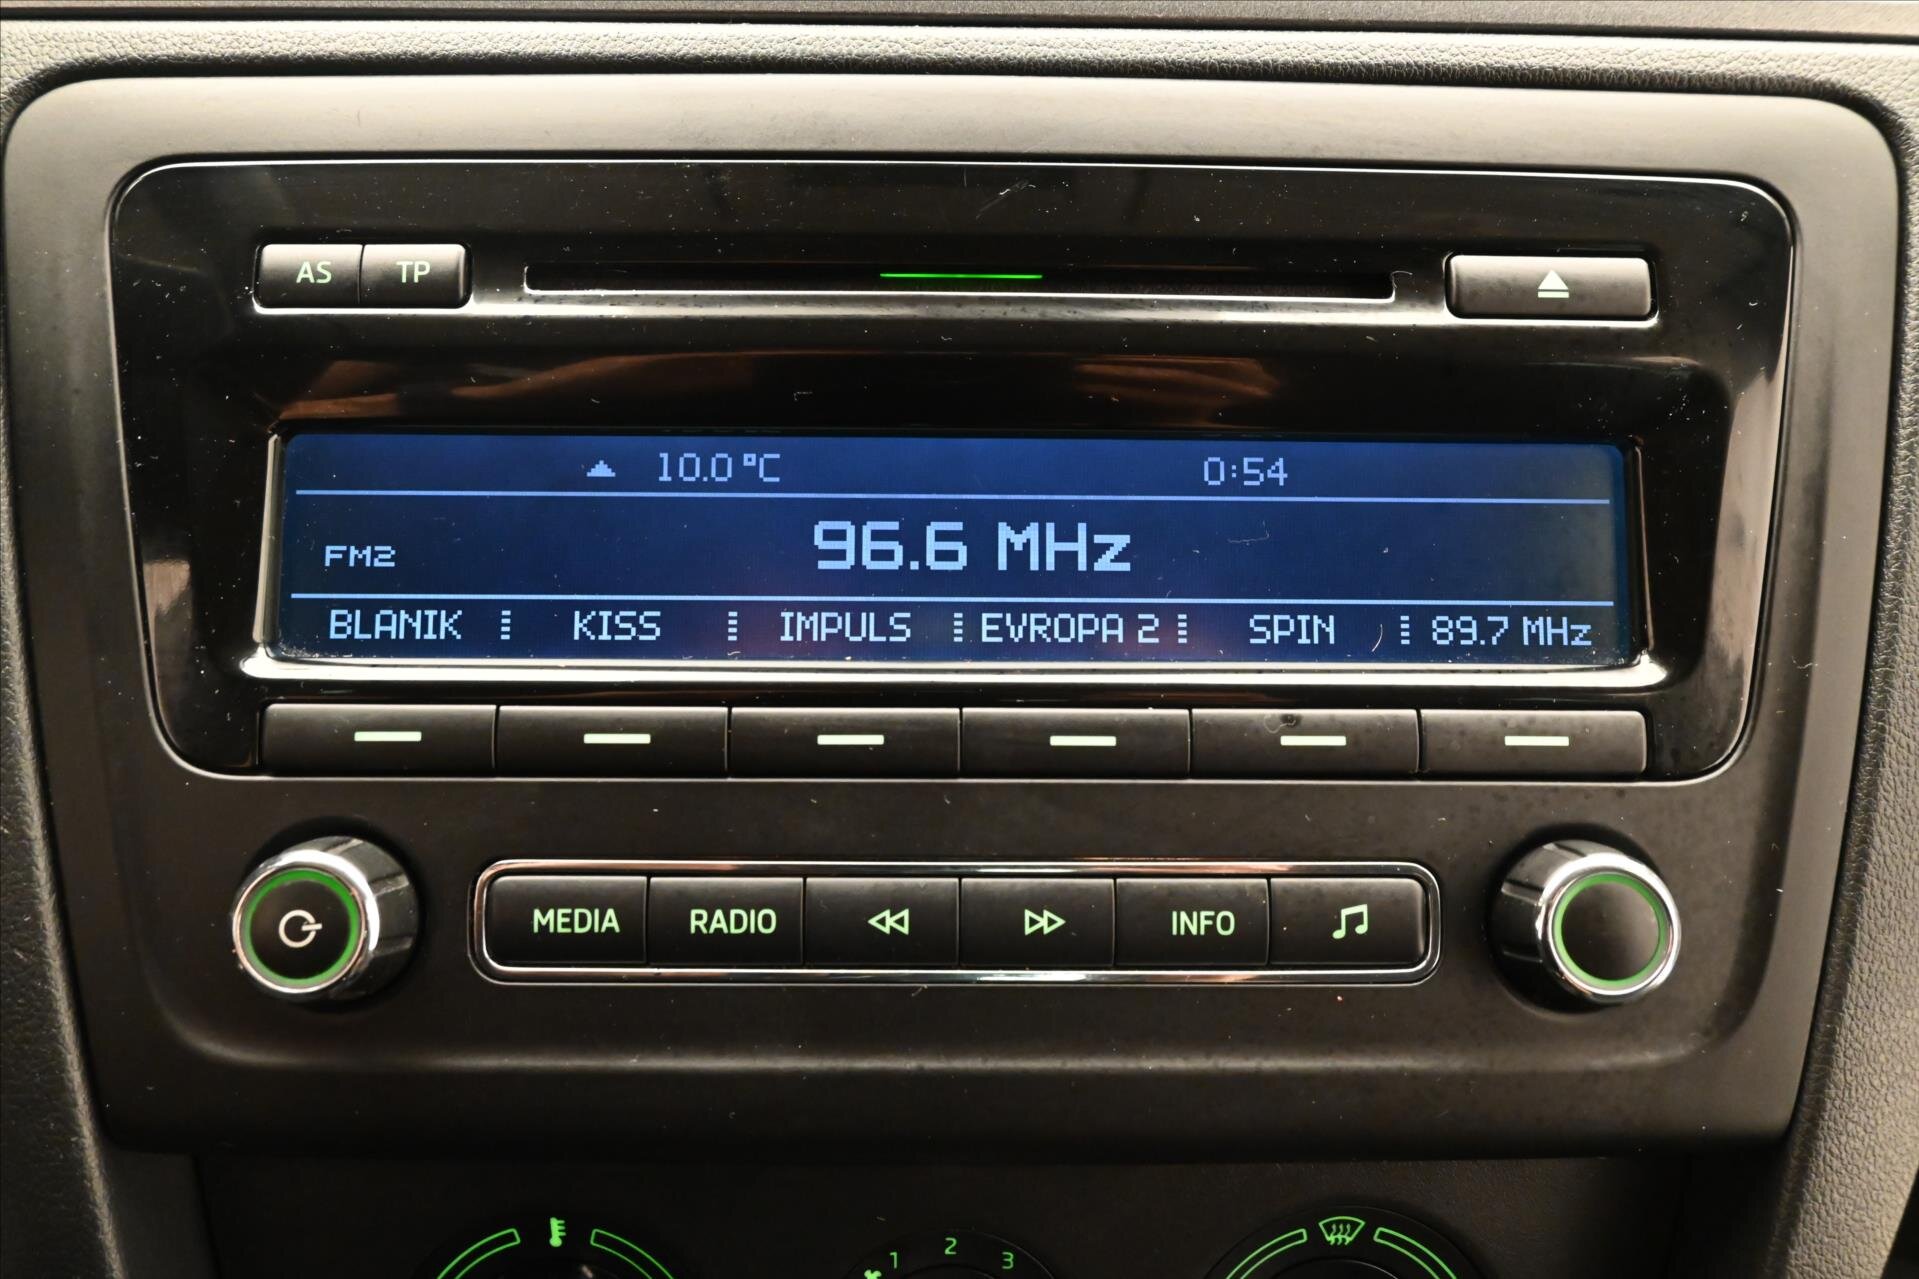 AS TP
10.0 °C 0:54
FM2 96.6 MHz
BLANIK KISS IMPULS EVROPA 2 SPIN 89.7 MHz
MEDIA RADIO INFO
1 2 3